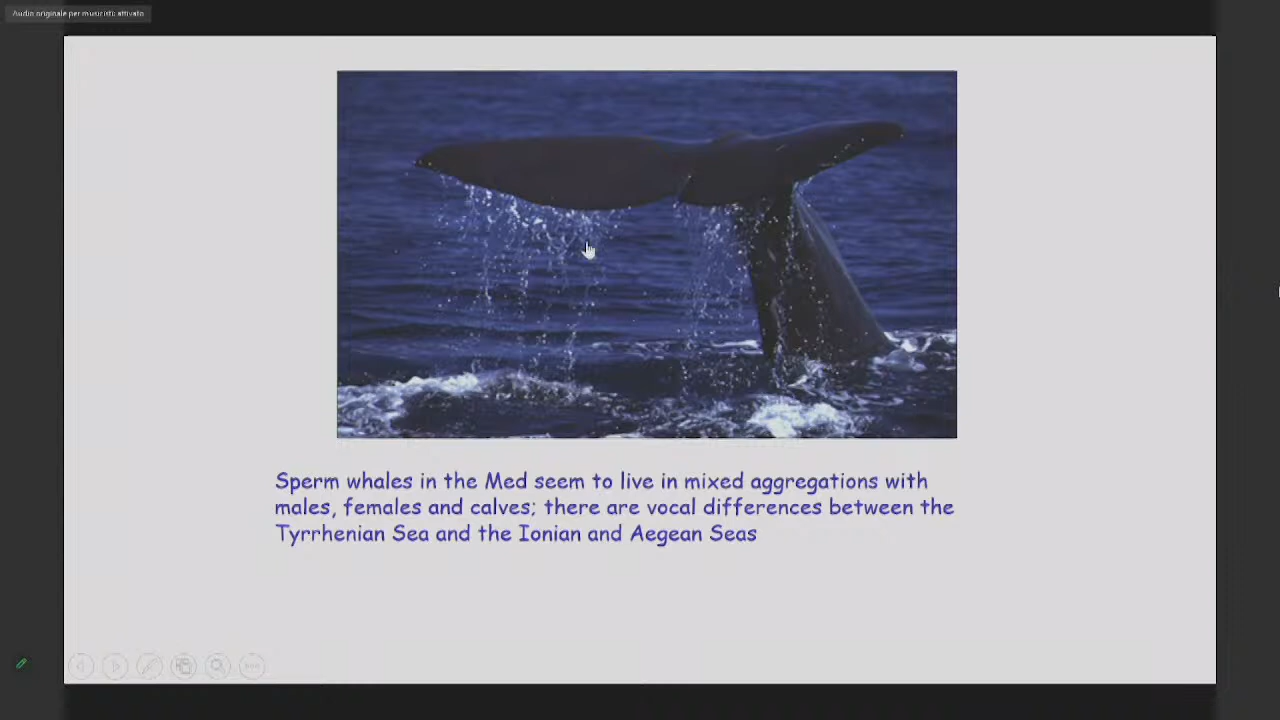 Audio originale per musicisti: attivato
Sperm whales in the Med seem to live in mixed aggregations with
males, females and calves; there are vocal differences between the
Tyrrhenian Sea and the Ionian and Aegean Seas